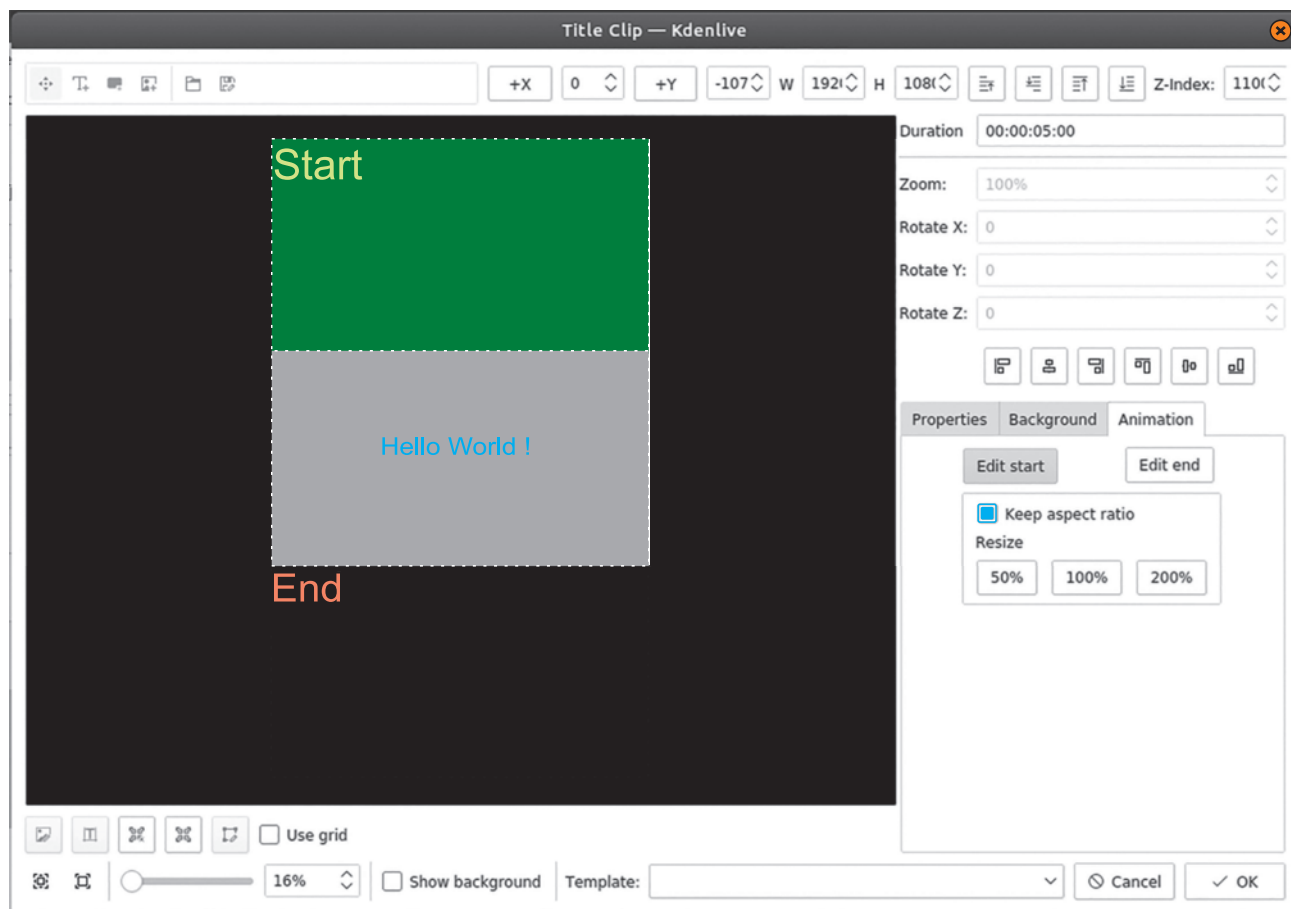 Title Clip — Kdenlive
+X 0 +Y -107 W 192 H 108 Z-Index: 110
Duration 00:00:05:00
Start
Zoom: 100%
Rotate X: 0
Rotate Y: 0
Rotate Z: 0
Properties Background Animation
Hello World !
Edit start Edit end
Keep aspect ratio
Resize
50% 100% 200%
End
Use grid
16% Show background Template: Cancel OK